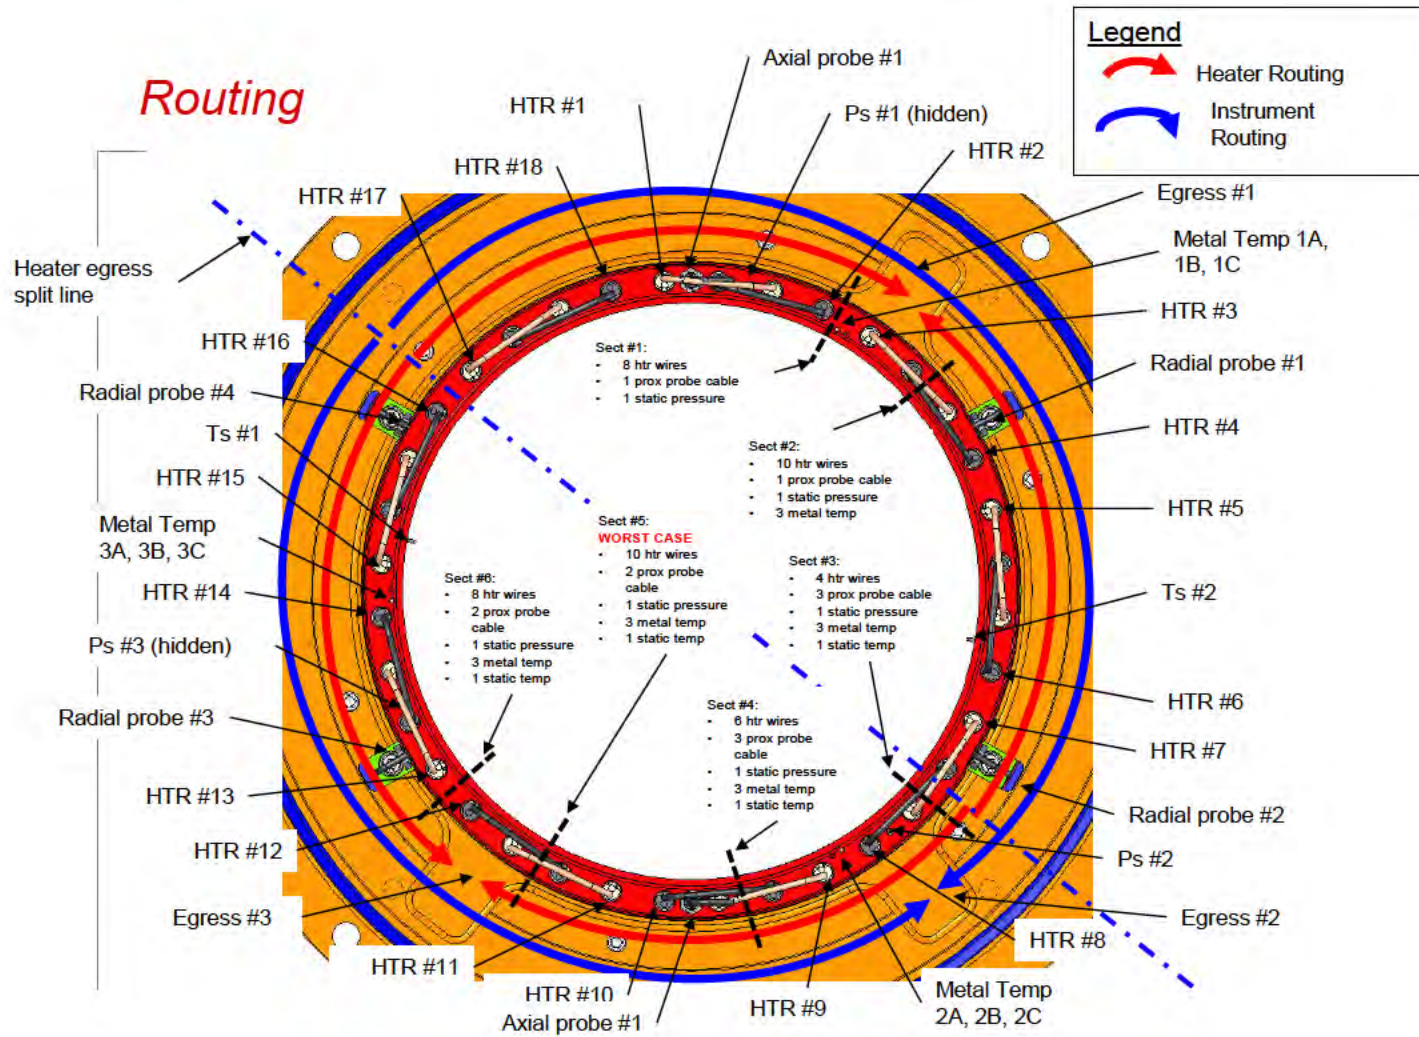 Routing
Legend
Heater Routing
Instrument
Routing
Axial probe #1
HTR #1
Ps #1 (hidden)
HTR #2
HTR #18
HTR #17
Egress #1
Metal Temp 1A,
1B, 1C
Heater egress
split line
HTR #3
HTR #16
Radial probe #1
Radial probe #4
HTR #4
Ts #1
HTR #15
HTR #5
Metal Temp
3A, 3B, 3C
HTR #14
Ts #2
Ps #3 (hidden)
HTR #6
Radial probe #3
HTR #7
HTR #13
Radial probe #2
HTR #12
Ps #2
Egress #3
Egress #2
HTR #8
HTR #11
HTR #10
HTR #9
Metal Temp
2A, 2B, 2C
Axial probe #1
Sect #1:
- 8 htr wires
- 1 prox probe cable
- 1 static pressure
Sect #2:
- 10 htr wires
- 1 prox probe cable
- 1 static pressure
- 3 metal temp
Sect #5:
WORST CASE
- 10 htr wires
- 2 prox probe
cable
- 1 static pressure
- 3 metal temp
- 1 static temp
Sect #3:
- 4 htr wires
- 3 prox probe cable
- 1 static pressure
- 3 metal temp
- 1 static temp
Sect #6:
- 8 htr wires
- 2 prox probe
cable
- 1 static pressure
- 3 metal temp
- 1 static temp
Sect #4:
- 6 htr wires
- 3 prox probe
cable
- 1 static pressure
- 3 metal temp
- 1 static temp